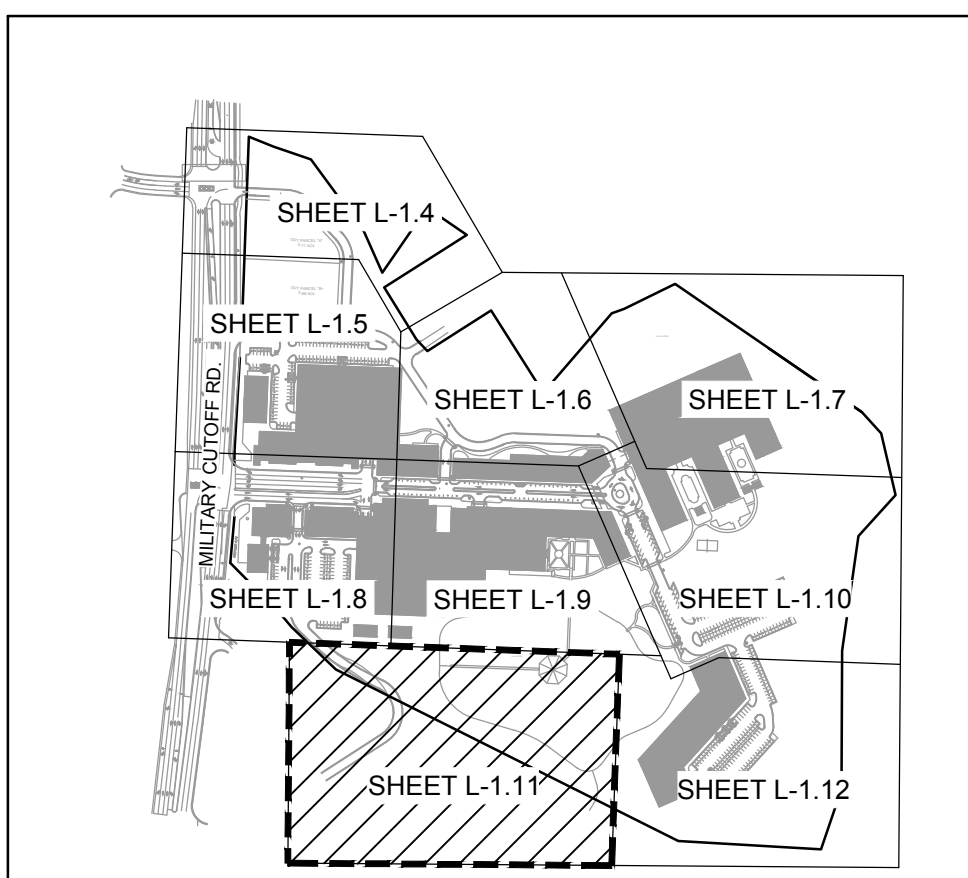 SHEET L-1.4
SHEET L-1.5
SHEET L-1.6
SHEET L-1.7
MILITARY CUTOFF RD.
SHEET L-1.8
SHEET L-1.9
SHEET L-1.10
SHEET L-1.11
SHEET L-1.12